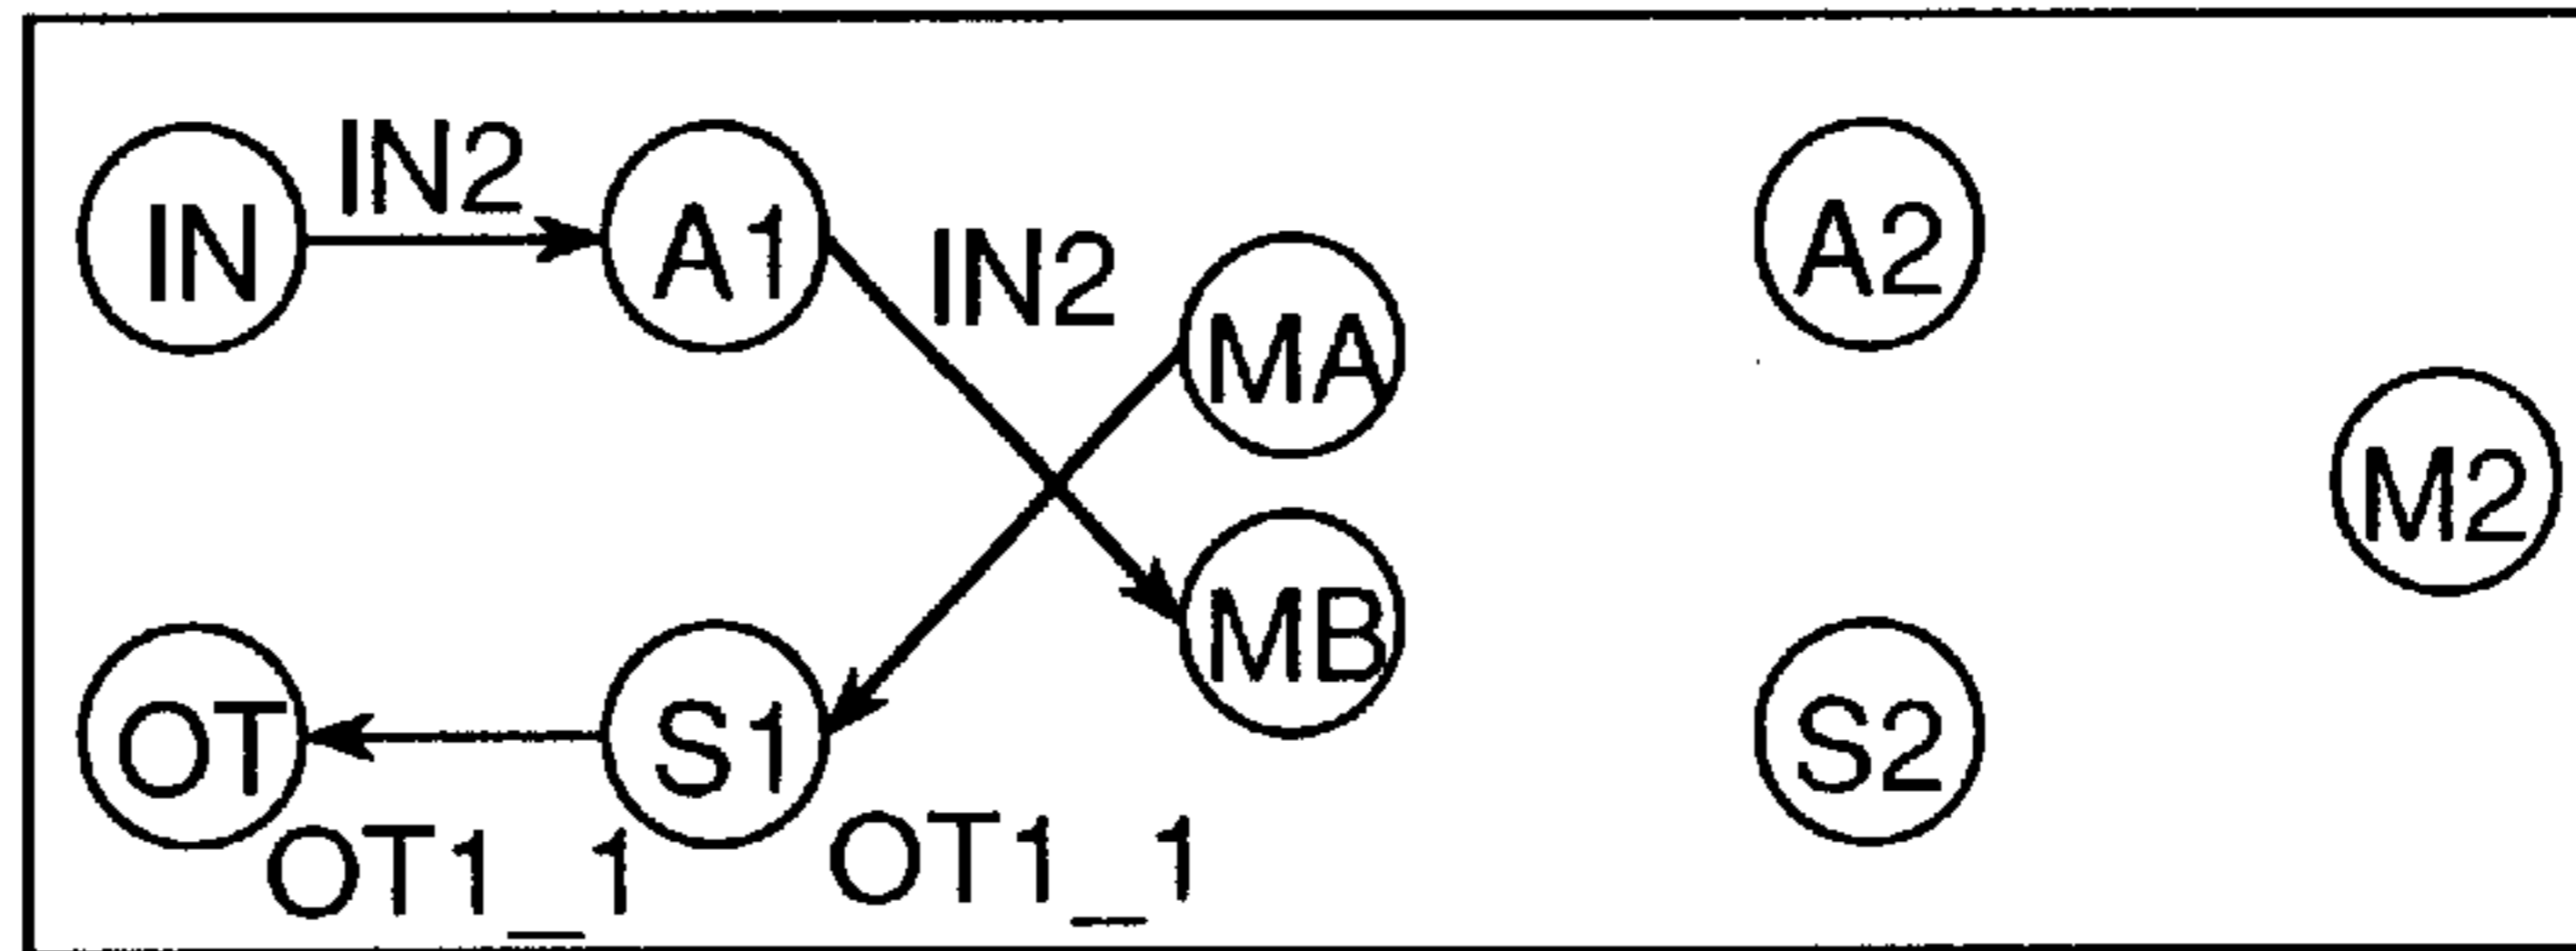 IN2
IN A1 IN2 A2
MA
M2
MB
OT S1 S2
OT1_1 OT1_1